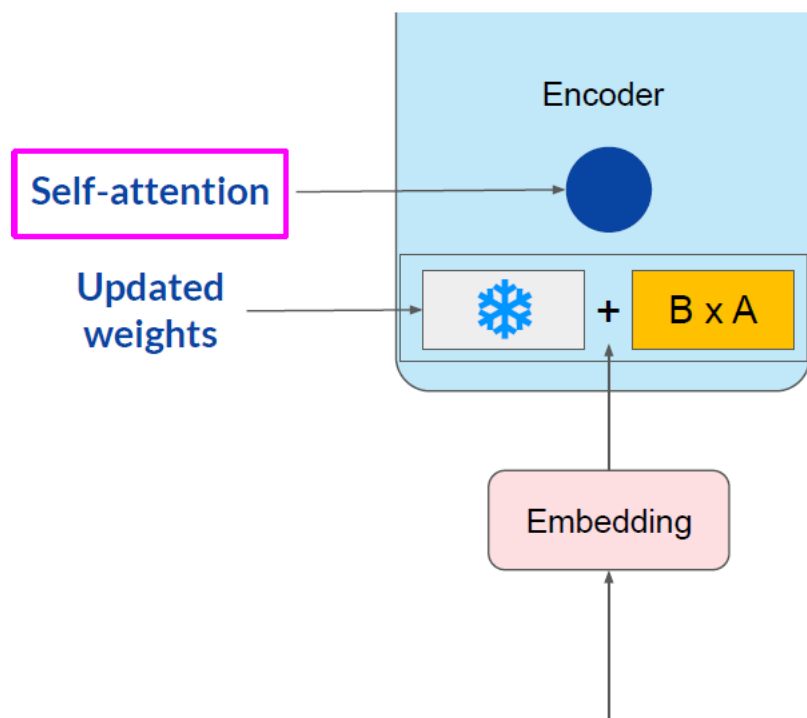 Encoder
Self-attention
Updated
weights
+
B x A
Embedding